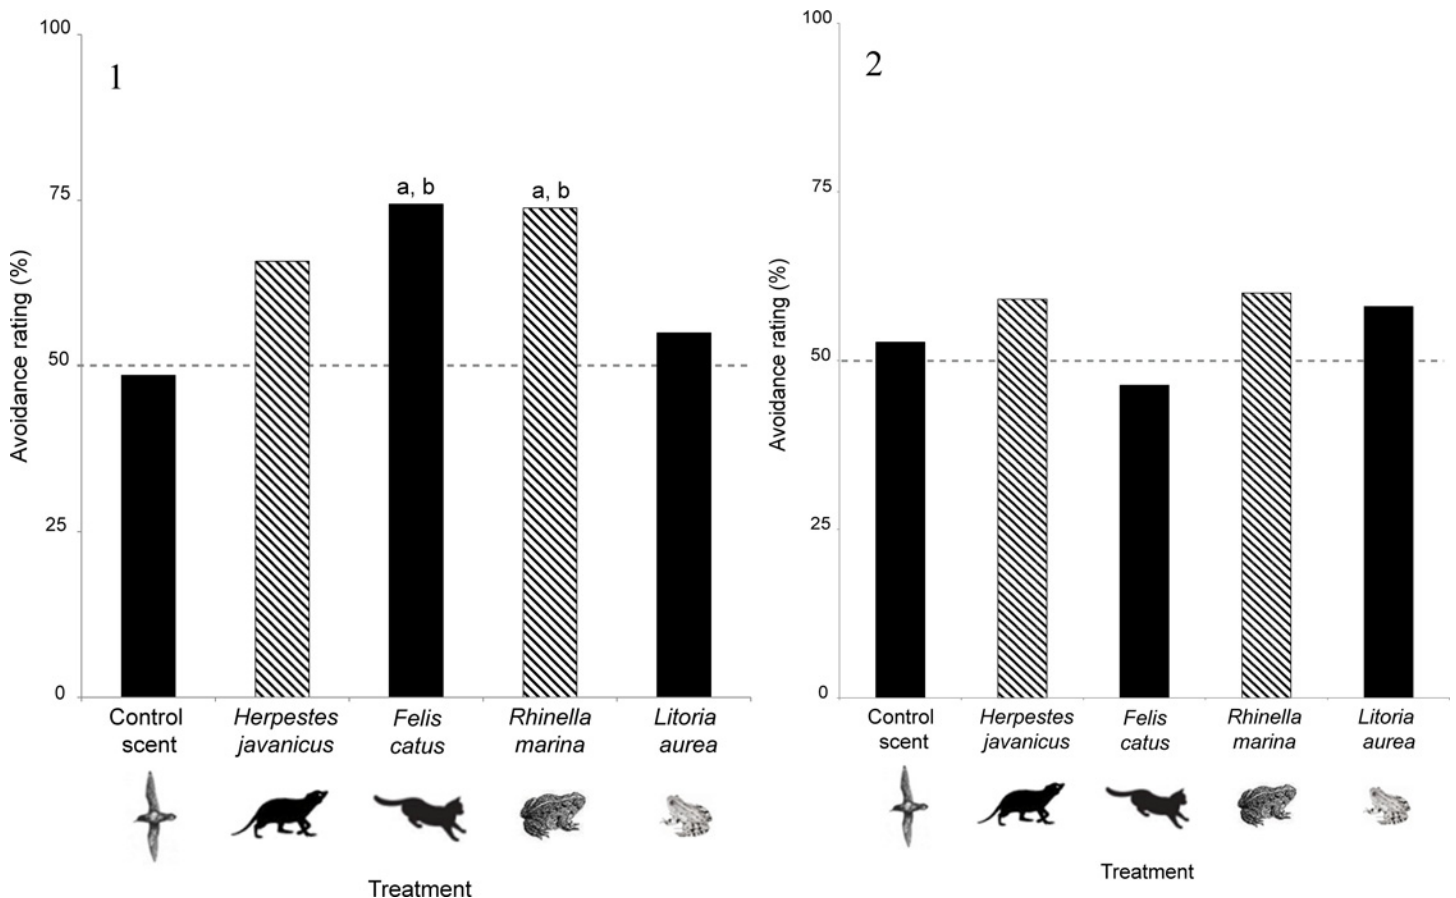 1
100
75
50
25
0
Avoidance rating (%)
a, b
a, b
Control
scent
Herpestes
javanicus
Felis
catus
Rhinella
marina
Litoria
aurea
Treatment
2
100
75
50
25
0
Avoidance rating (%)
Control
scent
Herpestes
javanicus
Felis
catus
Rhinella
marina
Litoria
aurea
Treatment